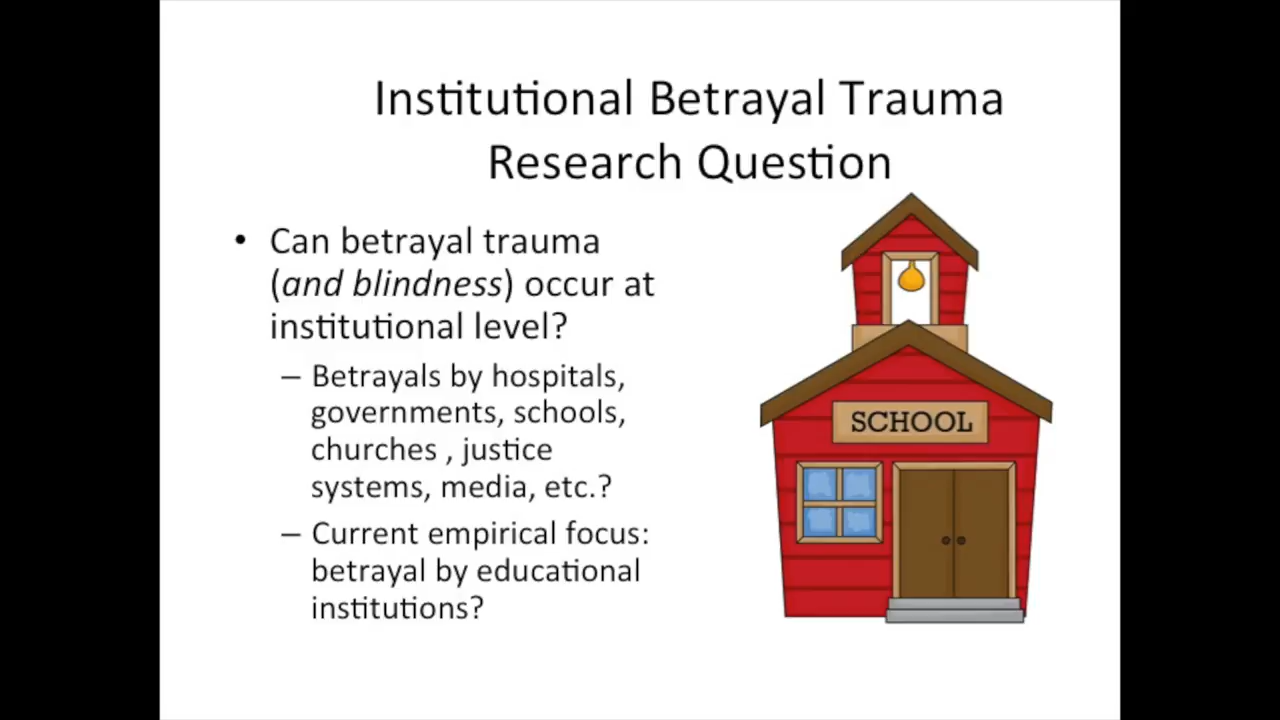 Institutional Betrayal Trauma
Research Question
• Can betrayal trauma
(and blindness) occur at
institutional level?
– Betrayals by hospitals,
governments, schools,
churches , justice
systems, media, etc.?
– Current empirical focus:
betrayal by educational
institutions?
SCHOOL